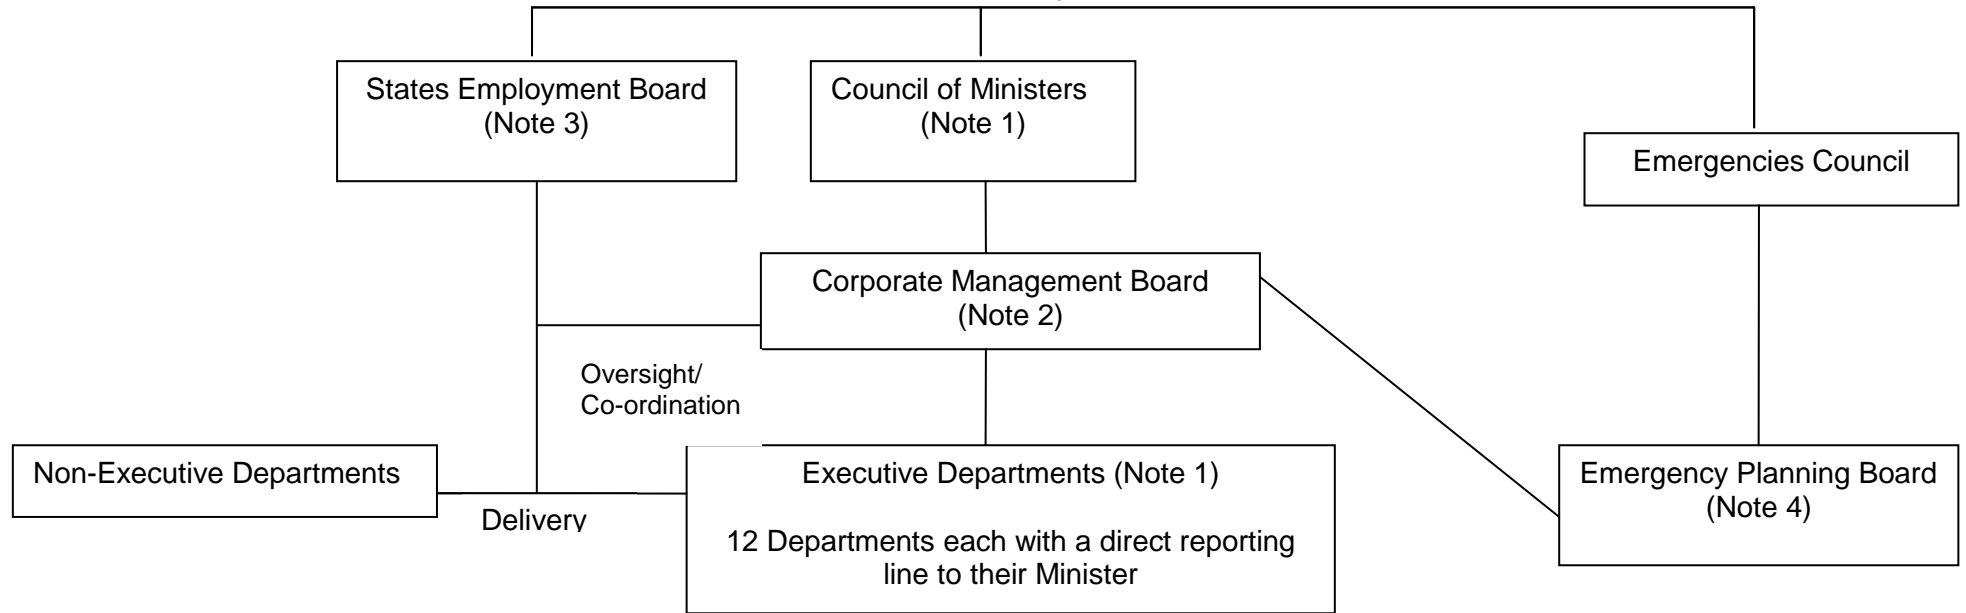 States Employment Board
(Note 3)
Council of Ministers
(Note 1)
Emergencies Council
Corporate Management Board
(Note 2)
Oversight/
Co-ordination
Non-Executive Departments
Delivery
Executive Departments (Note 1)
12 Departments each with a direct reporting
line to their Minister
Emergency Planning Board
(Note 4)